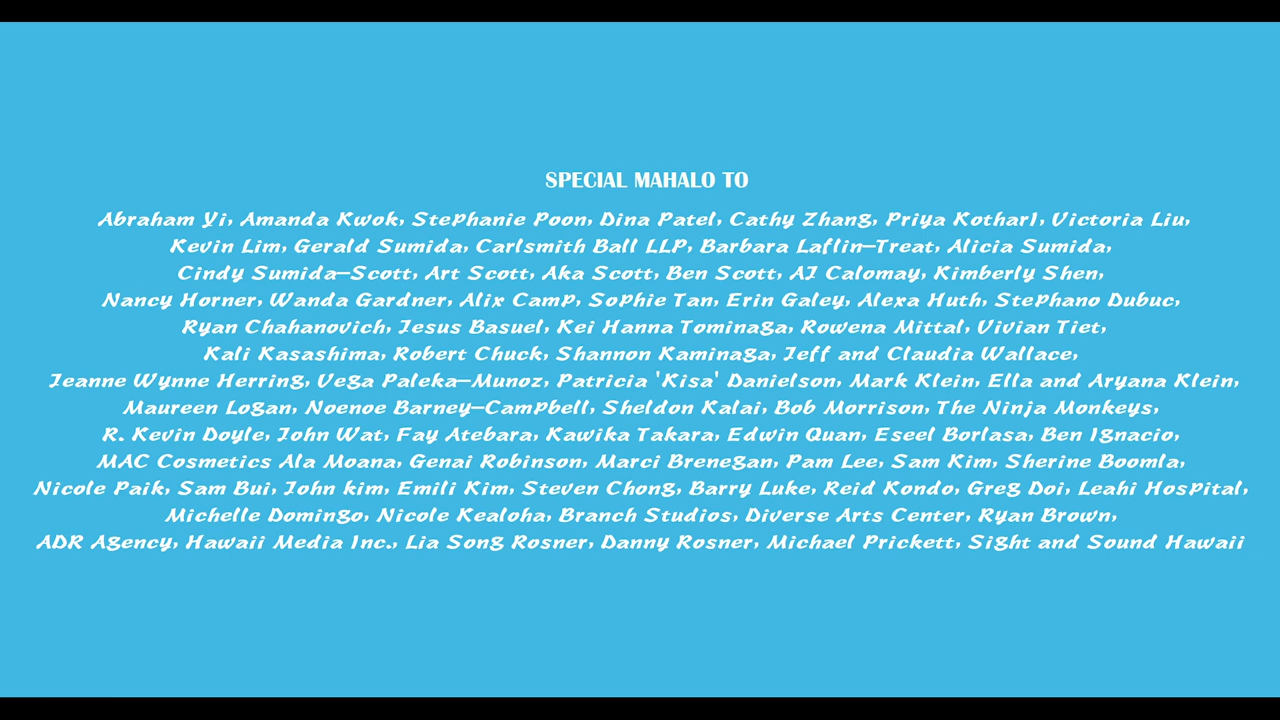 SPECIAL MAHALO TO
Abraham Yi, Amanda Kwok, Stephanie Poon, Dina Patel, Cathy Zhang, Priya KotharI, Victoria Liu,
Kevin Lim, Gerald Sumida, Carlsmith Ball LLP, Barbara Laflin-Treat, Alicia Sumida,
Cindy Sumida-Scott, Art Scott, Aka Scott, Ben Scott, AJ Calomay, Kimberly Shen,
Nancy Horner, Wanda Gardner, Alix Camp, Sophie Tan, Erin Galey, Alexa Huth, Stephano Dubuc,
Ryan Chahanovich, Jesus Basuel, Kei Hanna Tominaga, Rowena Mittal, Vivian Tiet,
Kali Kasashima, Robert Chuck, Shannon Kaminaga, Jeff and Claudia Wallace,
Jeanne Wynne Herring, Vega Paleka-Munoz, Patricia 'Kisa' Danielson, Mark Klein, Ella and Aryana Klein,
Maureen Logan, Noenoe Barney-Campbell, Sheldon Kalai, Bob Morrison, The Ninja Monkeys,
R. Kevin Doyle, John Wat, Fay Atebara, Kawika Takara, Edwin Quan, Eseel Borlasa, Ben Ignacio,
MAC Cosmetics Ala Moana, Genai Robinson, Marci Brenegan, Pam Lee, Sam Kim, Sherine Boomla,
Nicole Paik, Sam Bui, John kim, Emili Kim, Steven Chong, Barry Luke, Reid Kondo, Greg Doi, Leahi Hospital,
Michelle Domingo, Nicole Kealoha, Branch Studios, Diverse Arts Center, Ryan Brown,
ADR Agency, Hawaii Media Inc., Lia Song Rosner, Danny Rosner, Michael Prickett, Sight and Sound Hawaii